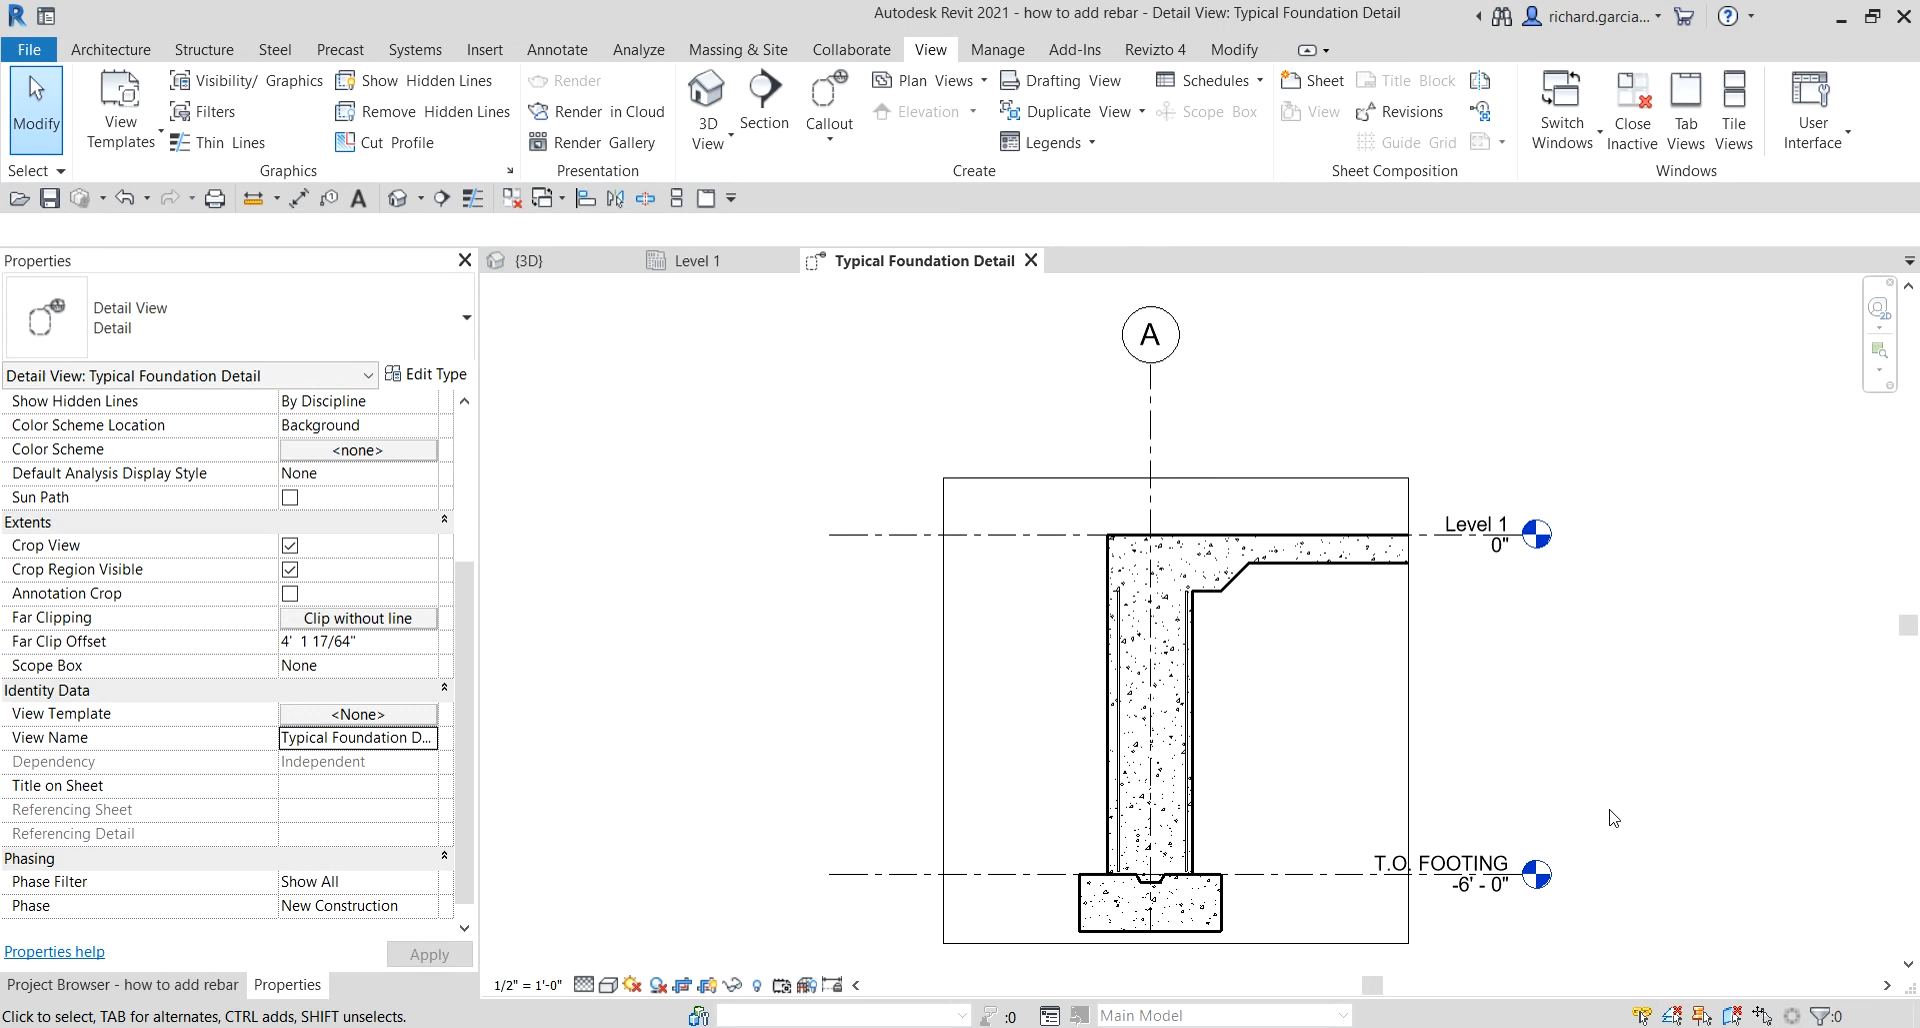 Autodesk Revit 2021 - how to add rebar - Detail View: Typical Foundation Detail
richard.garcia...
File Architecture Structure Steel Precast Systems Insert Annotate Analyze Massing & Site Collaborate View Manage Add-Ins Revizto 4 Modify
Modify
View Templates
Visibility/ Graphics
Filters
Thin Lines
Show Hidden Lines
Remove Hidden Lines
Cut Profile
Render
Render in Cloud
Render Gallery
3D View
Section
Callout
Plan Views
Elevation
Drafting View
Duplicate View
Legends
Schedules
Scope Box
Sheet
View
Title Block
Revisions
Guide Grid
Switch Windows
Close Inactive
Tab Views
Tile Views
User Interface
Select Graphics Presentation Create Sheet Composition Windows
A
Properties
{3D} Level 1 Typical Foundation Detail
Detail View
Detail
Detail View: Typical Foundation Detail Edit Type
Show Hidden Lines By Discipline
Color Scheme Location Background
Color Scheme <none>
Default Analysis Display Style None
Sun Path
Extents
Crop View
Crop Region Visible
Annotation Crop
Far Clipping Clip without line
Far Clip Offset 4' 1 17/64"
Scope Box None
Identity Data
View Template <None>
View Name Typical Foundation D...
Dependency Independent
Title on Sheet
Referencing Sheet
Referencing Detail
Phasing
Phase Filter Show All
Phase New Construction
Properties help Apply
Project Browser - how to add rebar Properties
A
Level 1
0"
T.O. FOOTING
-6' - 0"
2D
1/2" = 1'-0"
Click to select, TAB for alternates, CTRL adds, SHIFT unselects.
:0
Main Model
:0